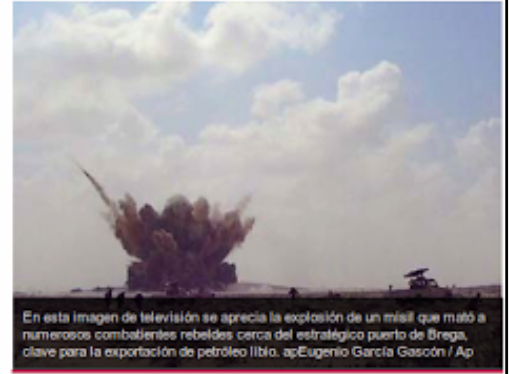 En esta imagen de televisión se aprecia la explosión de un misil que mató a
numerosos combatientes rebeldes cerca del estratégico puerto de Brega,
clave para la exportación de petróleo libio. apEugenio García Gascón / Ap